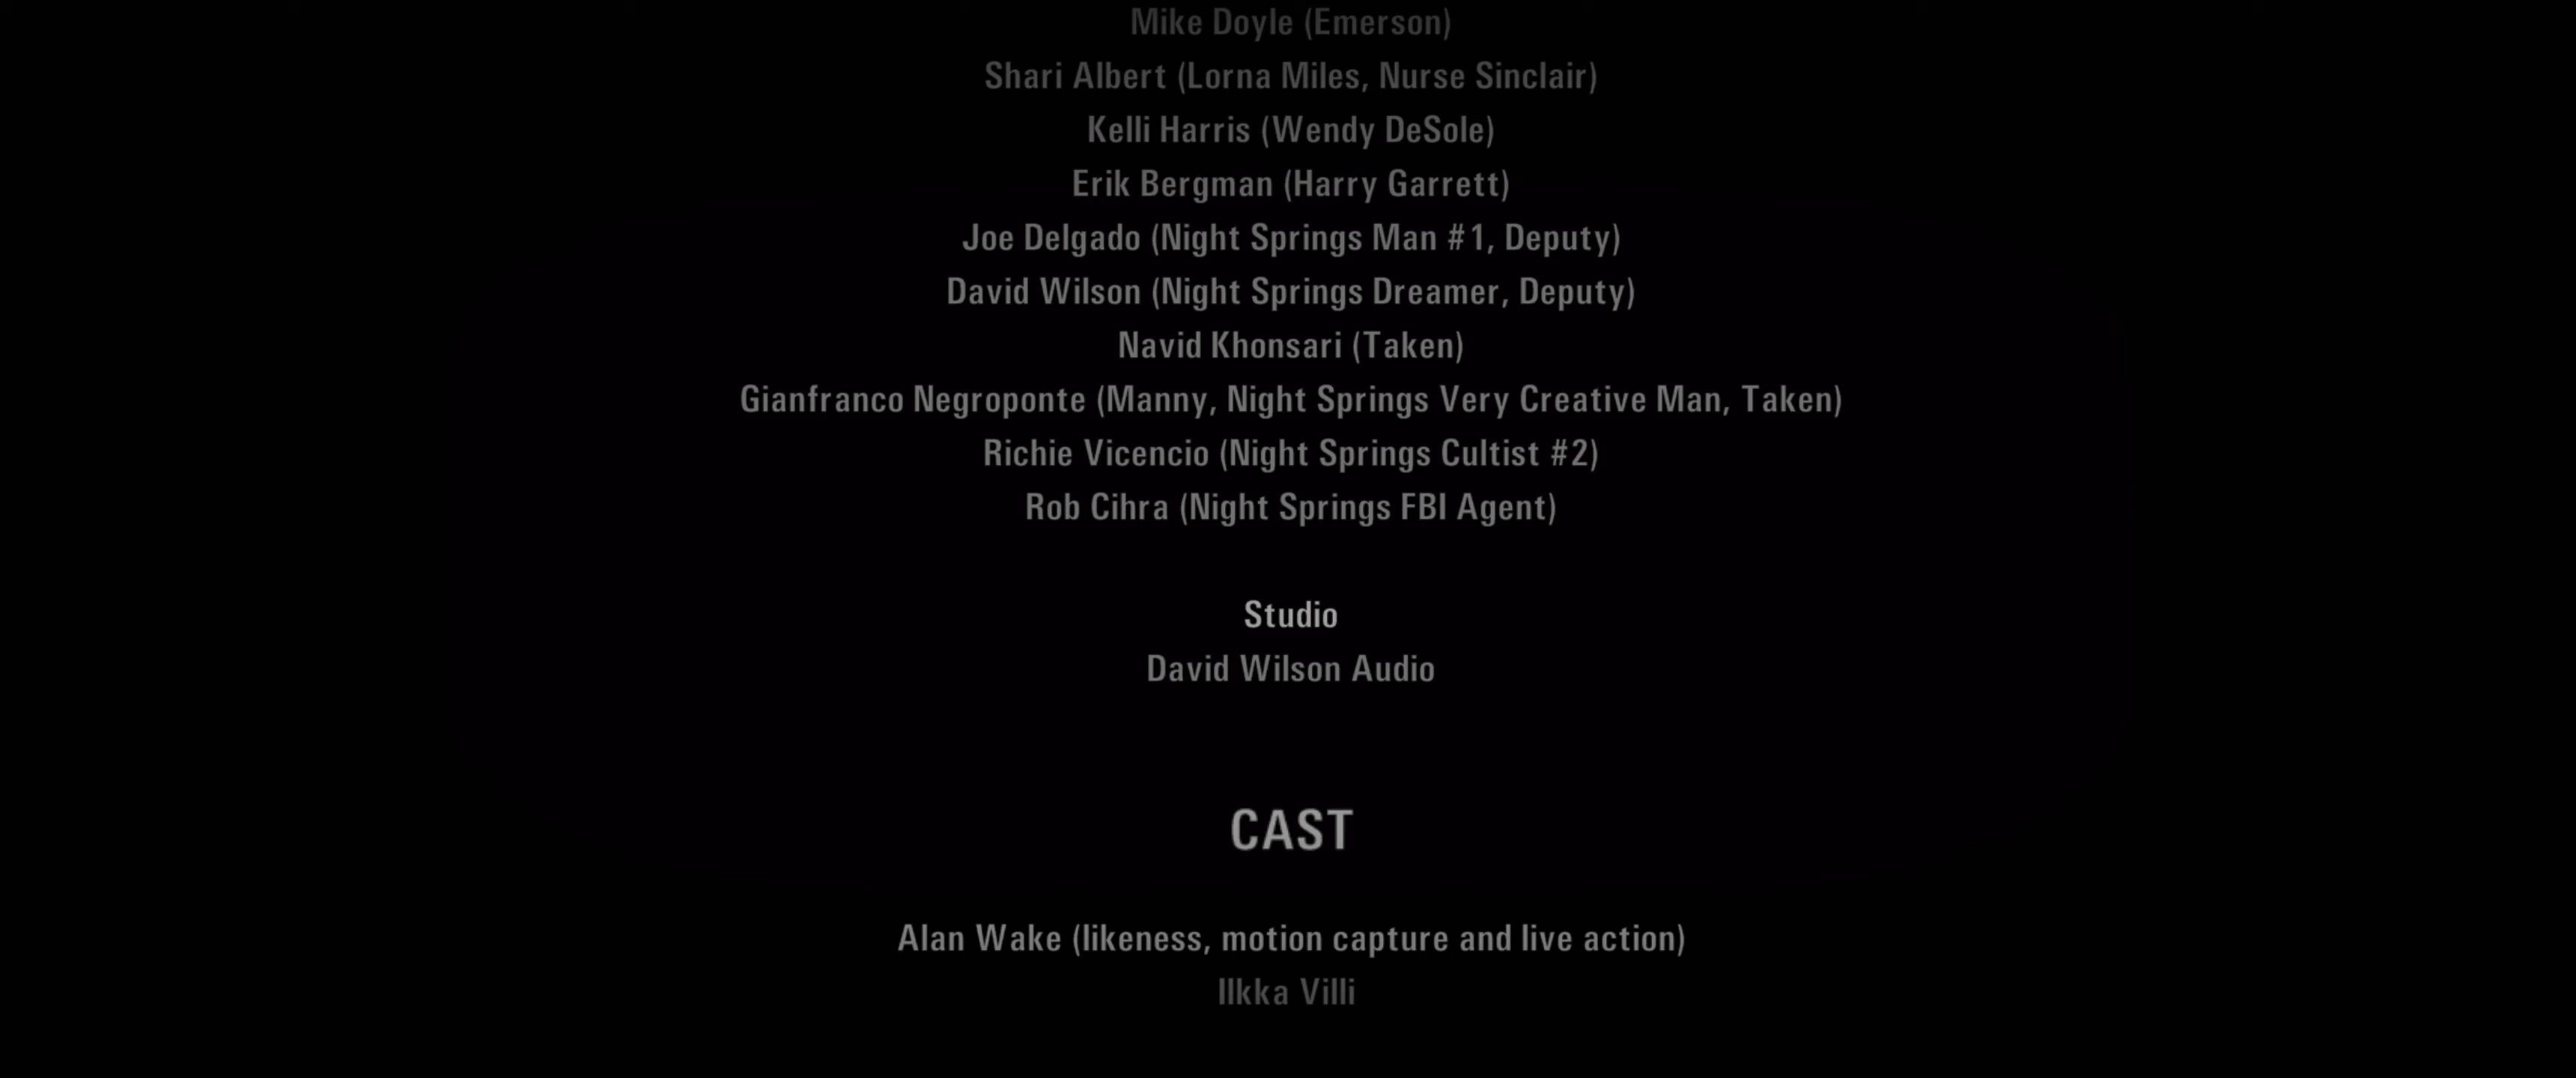 Mike Doyle (Emerson)
Shari Albert (Lorna Miles, Nurse Sinclair)
Kelli Harris (Wendy DeSole)
Erik Bergman (Harry Garrett)
Joe Delgado (Night Springs Man #1, Deputy)
David Wilson (Night Springs Dreamer, Deputy)
Navid Khonsari (Taken)
Gianfranco Negroponte (Manny, Night Springs Very Creative Man, Taken)
Richie Vicencio (Night Springs Cultist #2)
Rob Cihra (Night Springs FBI Agent)
Studio
David Wilson Audio
CAST
Alan Wake (likeness, motion capture and live action)
Ilkka Villi